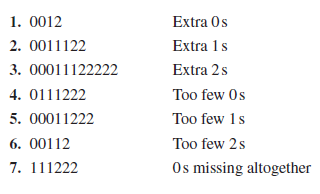 1. 0012 Extra 0s
2. 0011122 Extra 1s
3. 00011122222 Extra 2s
4. 0111222 Too few 0s
5. 00011222 Too few 1s
6. 00112 Too few 2s
7. 111222 0s missing altogether